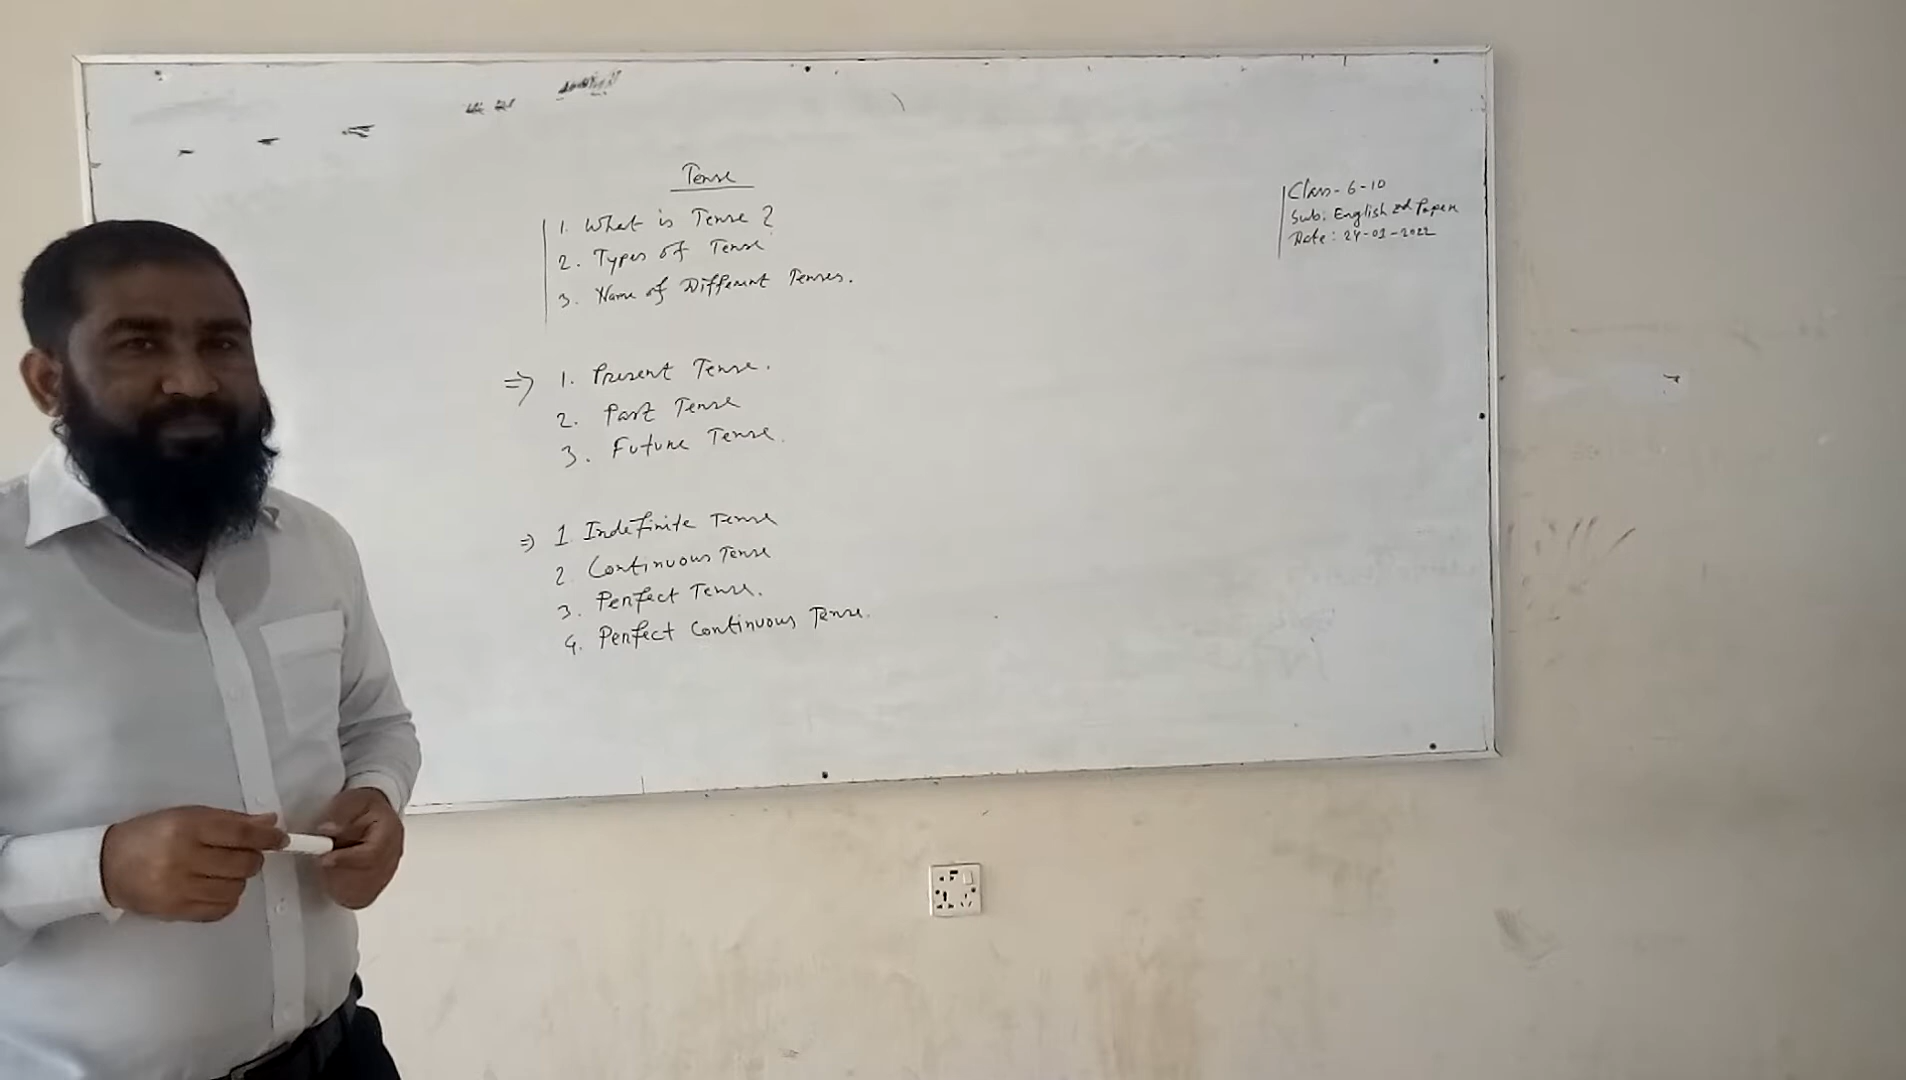 Tense
1. What is Tense ?
2. Types of Tense
3. Name of Different Tenses.
=> 1. Present Tense.
2. Past Tense
3. Future Tense.
=> 1 Indefinite Tense
2. Continuous Tense
3. Perfect Tense.
4. Perfect Continuous Tense.
Class - 6-10
Sub: English 2d Paper
Date: 24-01-2022